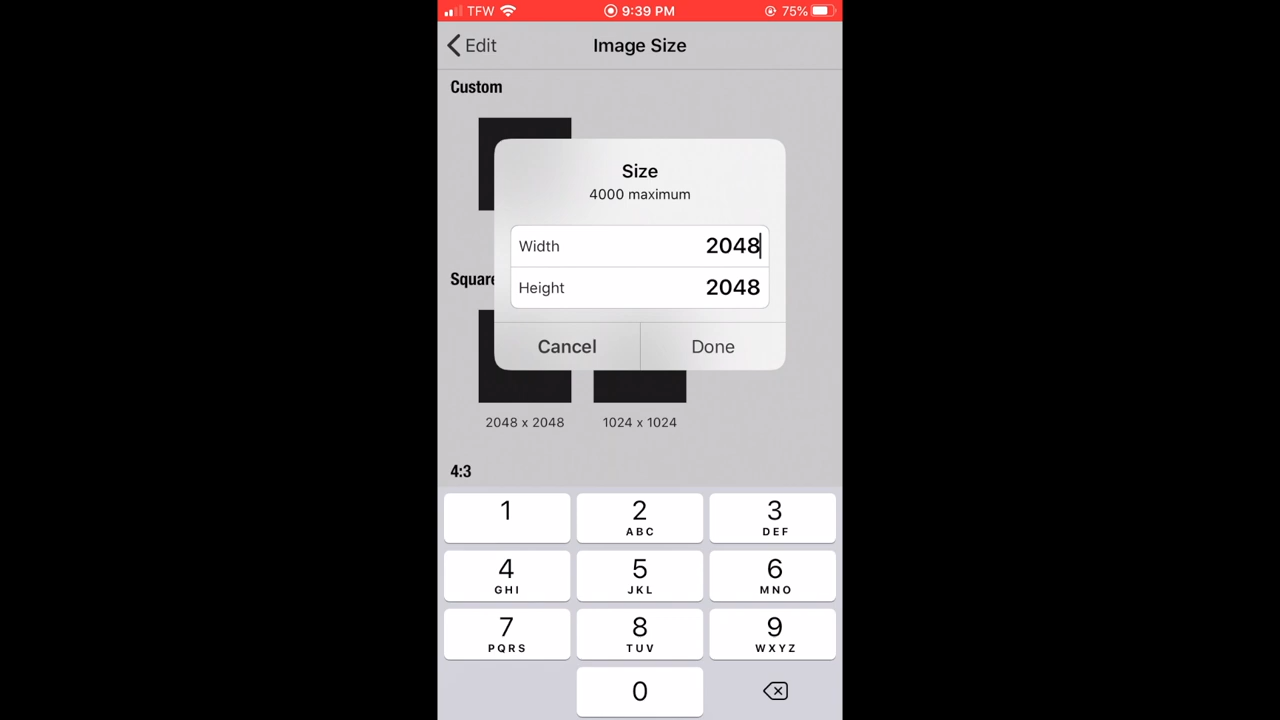 TFW 9:39 PM 75%
Edit Image Size
Custom
Size
4000 maximum
Width 2048
Height 2048
Square
Cancel Done
2048 x 2048 1024 x 1024
4:3
1 2 3
ABC DEF
4 5 6
GHI JKL MNO
7 8 9
PQRS TUV WXYZ
0